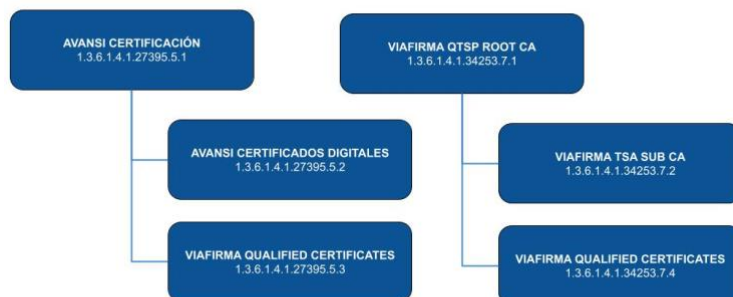 AVANSI CERTIFICACIÓN
1.3.6.1.4.1.27395.5.1
VIAFIRMA QTSP ROOT CA
1.3.6.1.4.1.34253.7.1
AVANSI CERTIFICADOS DIGITALES
1.3.6.1.4.1.27395.5.2
VIAFIRMA TSA SUB CA
1.3.6.1.4.1.34253.7.2
VIAFIRMA QUALIFIED CERTIFICATES
1.3.6.1.4.1.27395.5.3
VIAFIRMA QUALIFIED CERTIFICATES
1.3.6.1.4.1.34253.7.4